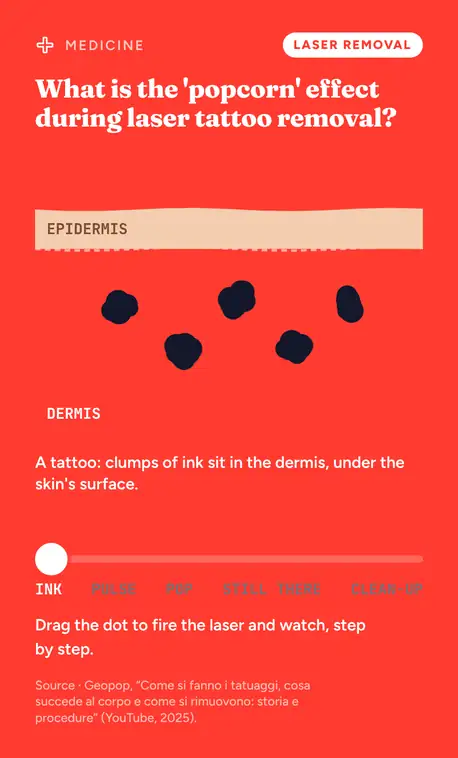 MEDICINE
LASER REMOVAL
What is the 'popcorn' effect
during laser tattoo removal?
EPIDERMIS
DERMIS
A tattoo: clumps of ink sit in the dermis, under the
skin's surface.
INK PULSE POP STILL THERE CLEAN-UP
Drag the dot to fire the laser and watch, step
by step.
Source · Geopop, “Come si fanno i tatuaggi, cosa
succede al corpo e come si rimuovono: storia e
procedure” (YouTube, 2025).